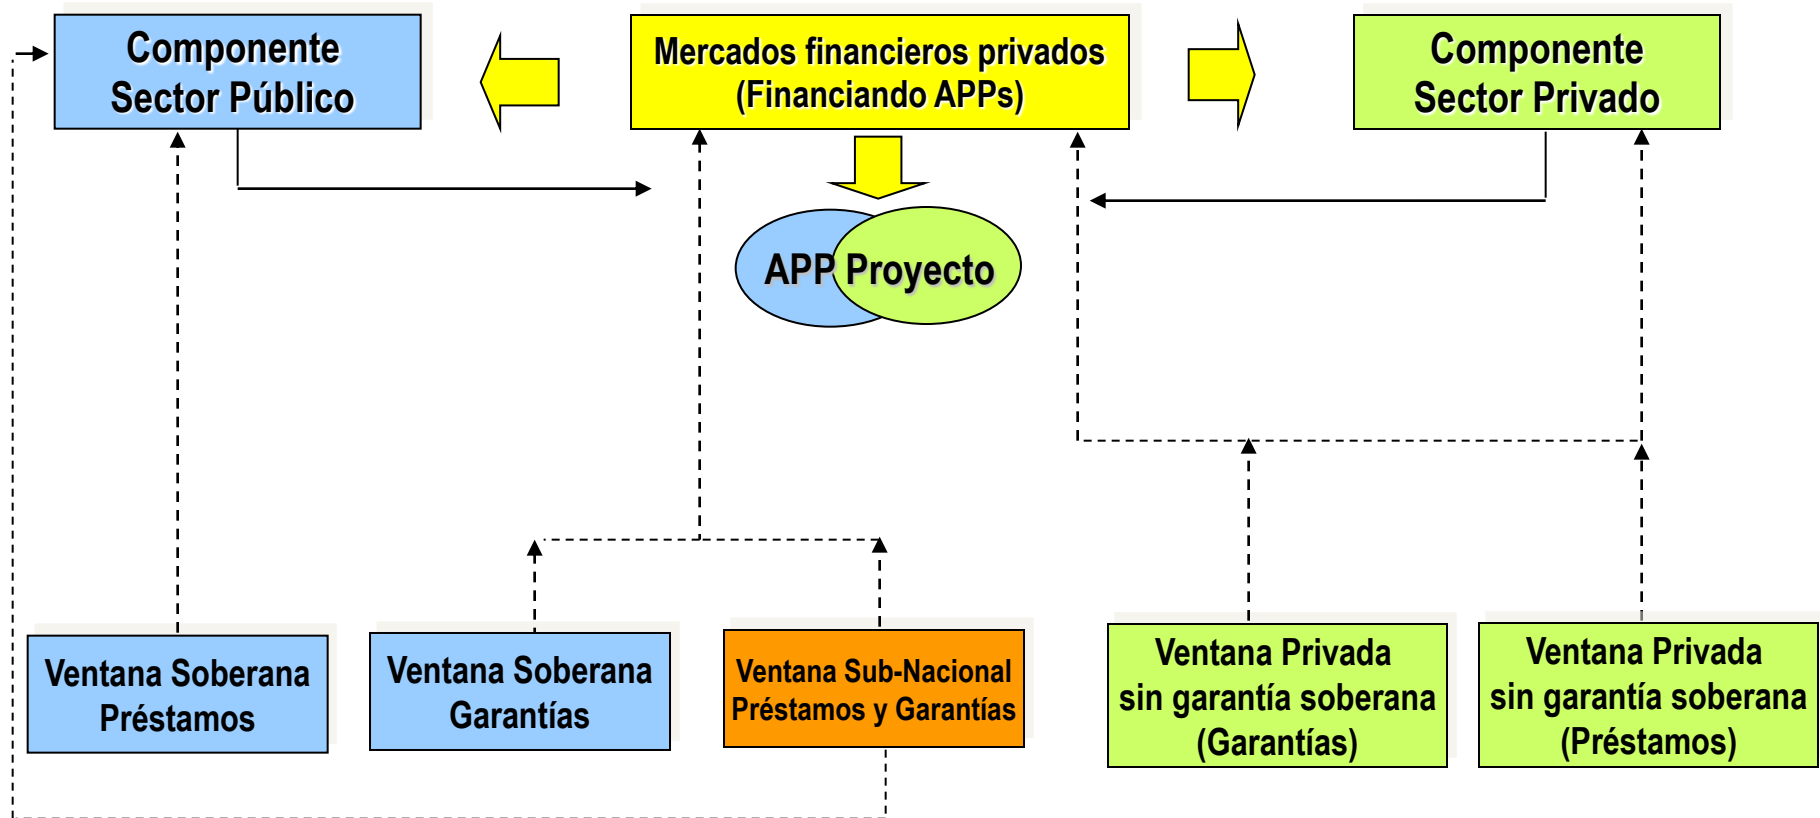 Componente
Sector Público
Mercados financieros privados
(Financiando APPs)
Componente
Sector Privado
APP Proyecto
Ventana Soberana
Préstamos
Ventana Soberana
Garantías
Ventana Sub-Nacional
Préstamos y Garantías
Ventana Privada
sin garantía soberana
(Garantías)
Ventana Privada
sin garantía soberana
(Préstamos)